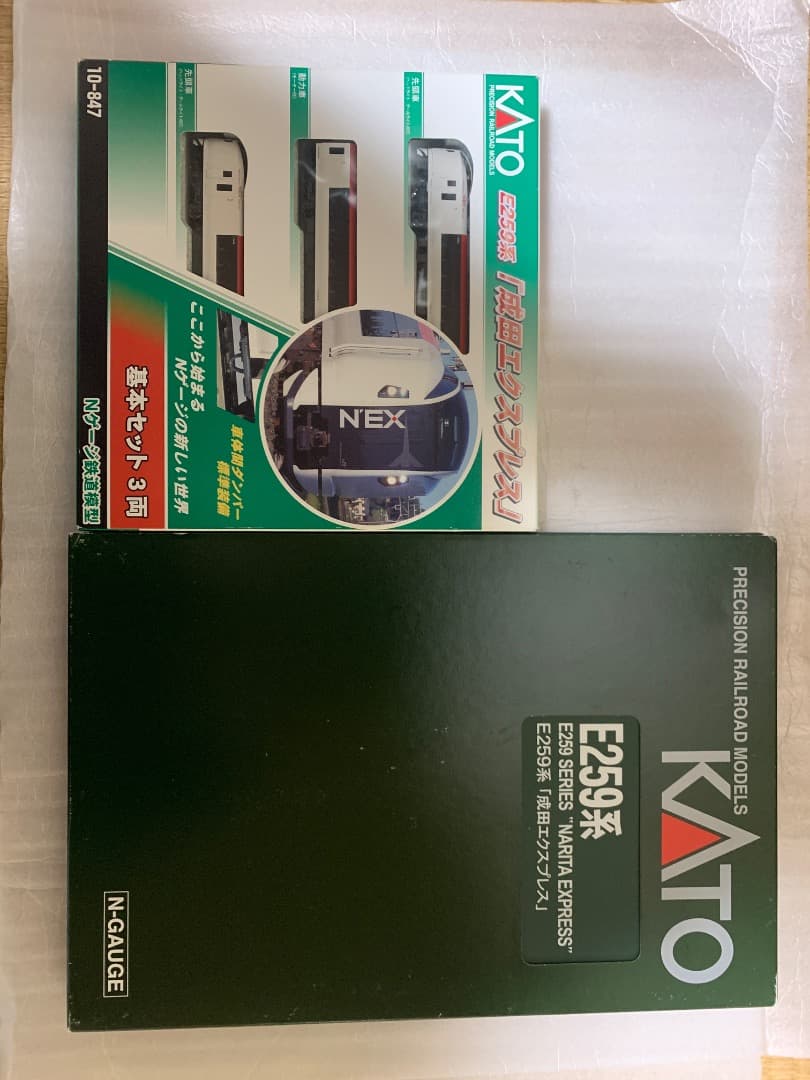 KATO
PRECISION RAILROAD MODELS
E259系「成田エクスプレス」
先頭車
動力車
先頭車
N'EX
車体間ダンパー
標準装備
ここから始まる
Nゲージの新しい世界
基本セット3両
Nゲージ鉄道模型
10-847
PRECISION RAILROAD MODELS
KATO
E259系
E259 SERIES "NARITA EXPRESS"
E259系「成田エクスプレス」
N-GAUGE